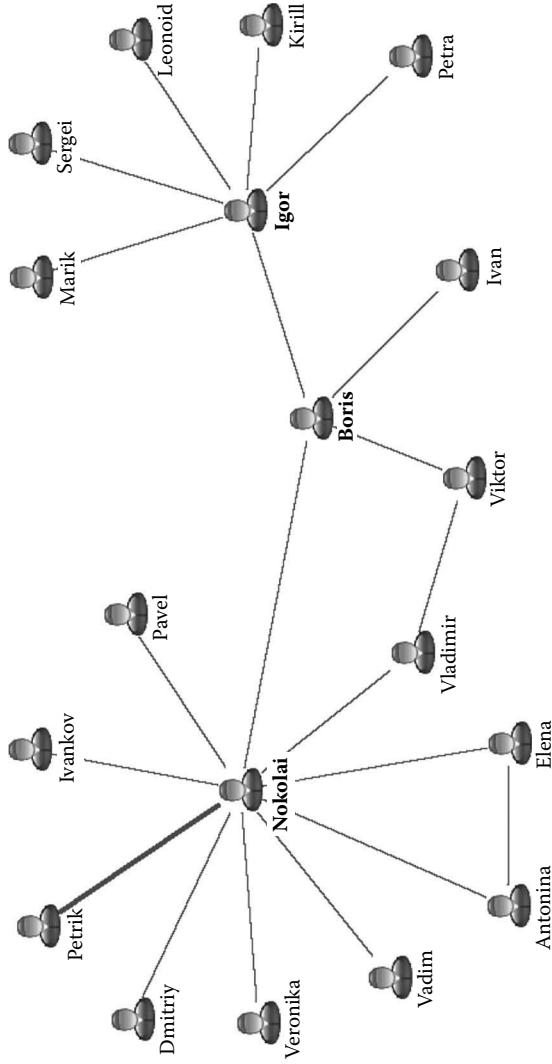 Petrik
Ivankov
Pavel
Dmitriy
Veronika
Nokolai
Vadim
Antonina
Elena
Vladimir
Viktor
Boris
Ivan
Marik
Sergei
Leonoid
Kirill
Igor
Petra